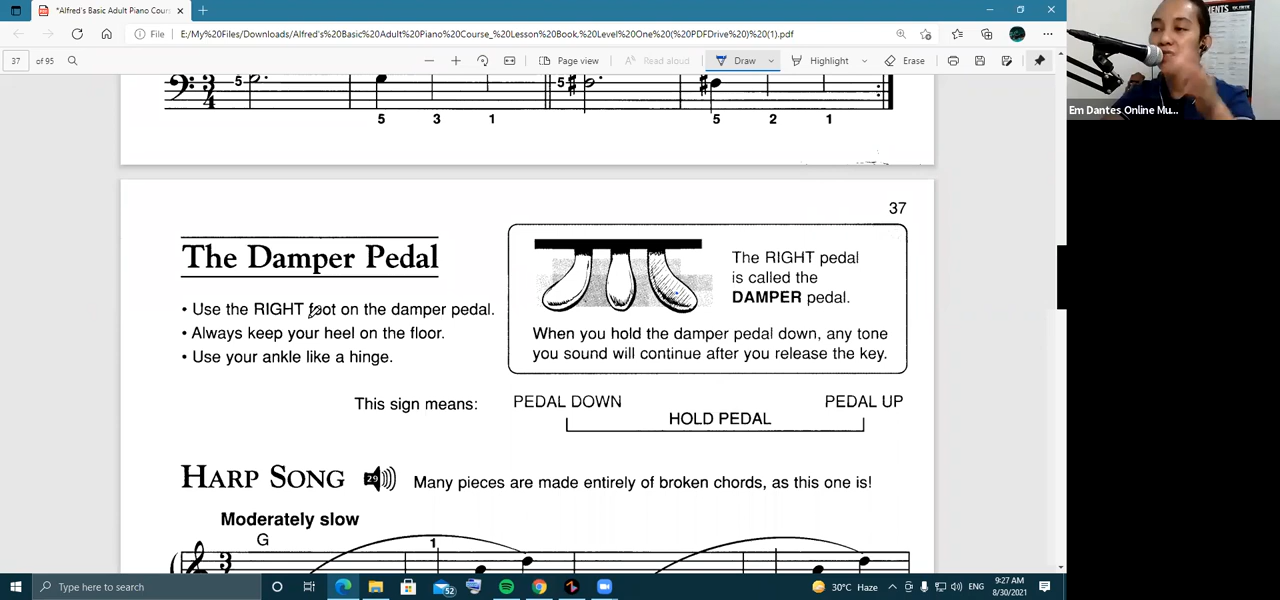 *Alfred's Basic Adult Piano Cour
File
E:/My%20Files/Downloads/Alfred's%20Basic%20Adult%20Piano%20Course_%20Lesson%20Book.%20Level%20One%20(%20PDFDrive%20)%20(1).pdf
37 of 95
Page view
Read aloud
Draw
Highlight
Erase
Em Dantes Online Mu...
5
3
4
5
5 3 1 5 2 1
37
The Damper Pedal
• Use the RIGHT foot on the damper pedal.
• Always keep your heel on the floor.
• Use your ankle like a hinge.
The RIGHT pedal
is called the
DAMPER pedal.
When you hold the damper pedal down, any tone
you sound will continue after you release the key.
This sign means:
PEDAL DOWN
HOLD PEDAL
PEDAL UP
HARP SONG
29
Many pieces are made entirely of broken chords, as this one is!
Moderately slow
G
1
3
Type here to search
52
30°C Haze
ENG
9:27 AM
8/30/2021